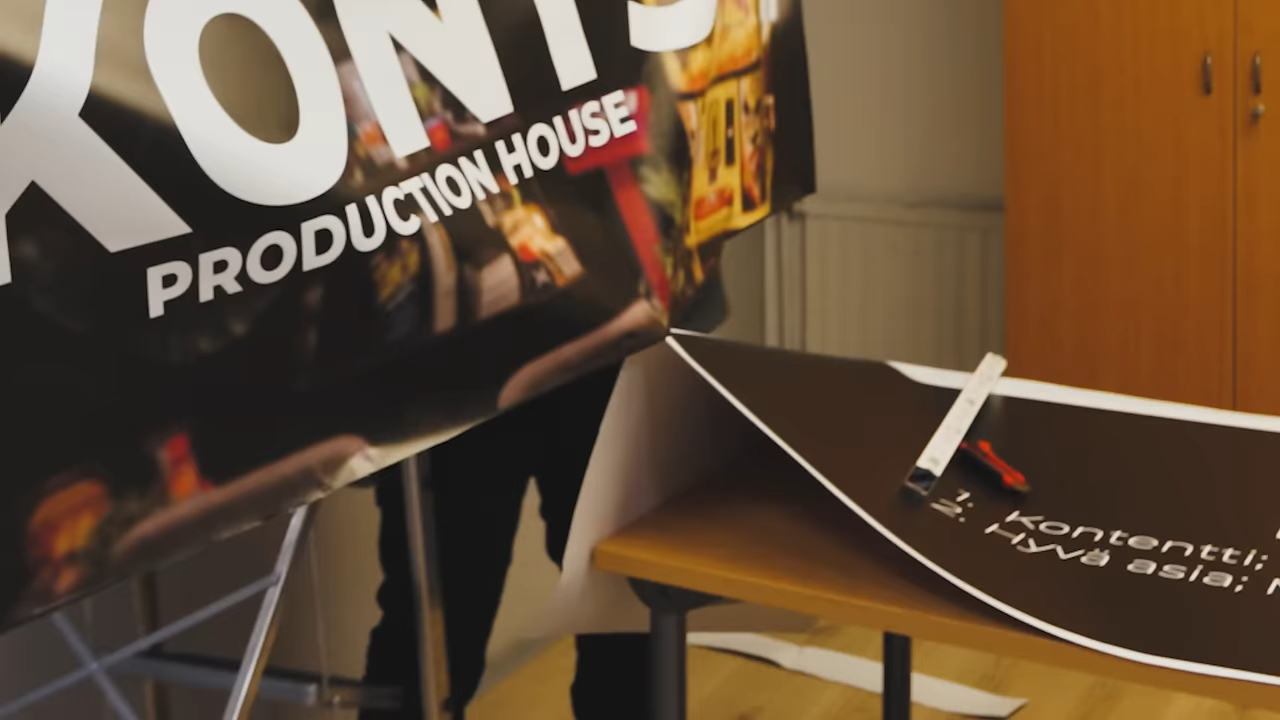 KONTS
PRODUCTION HOUSE
1. Kontentti;
2. Hyvä asia;